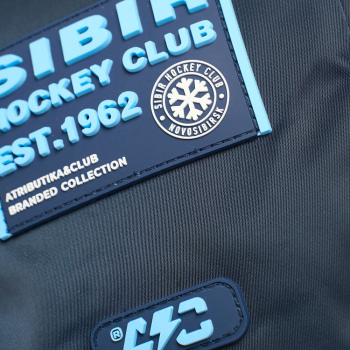 SIBIR
HOCKEY CLUB
EST.1962
SIBIR HOCKEY CLUB
NOVOSIBIRSK
ATRIBUTIKA&CLUB
BRANDED COLLECTION
®